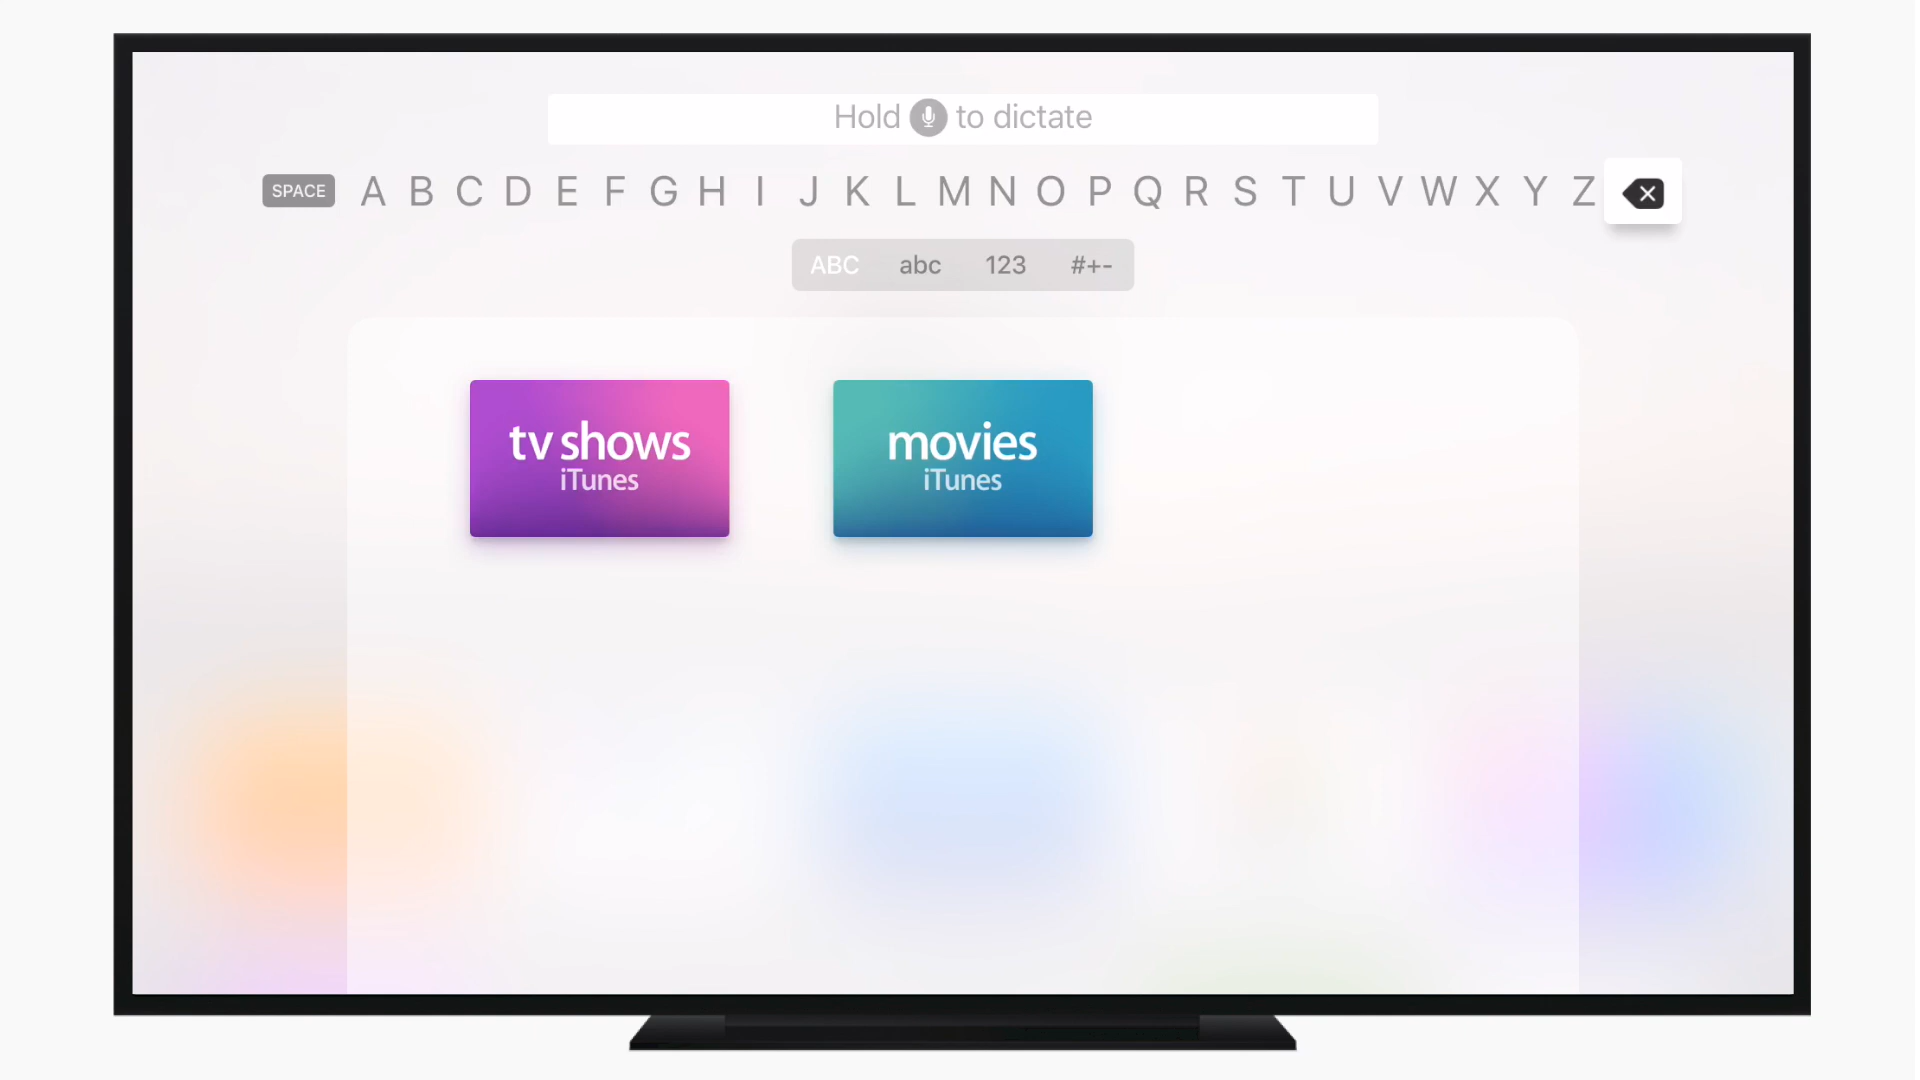 Hold to dictate
SPACE A B C D E F G H I J K L M N O P Q R S T U V W X Y Z
ABC abc 123 #+-
tv shows
iTunes
movies
iTunes